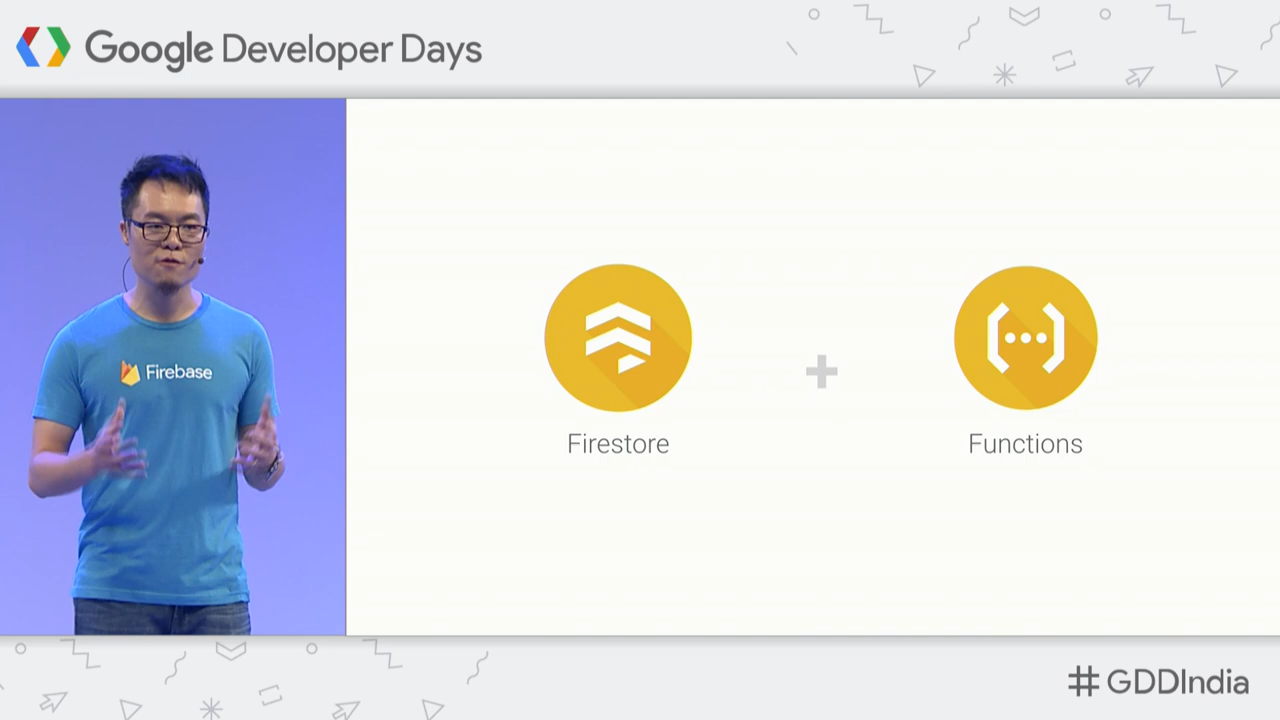 Google Developer Days
Firebase
Firestore
+
Functions
#GDDIndia